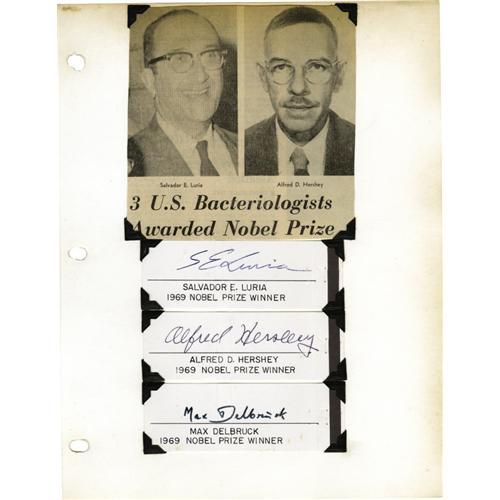 Salvador E. Luria
Alfred D. Hershey
3 U.S. Bacteriologists
Awarded Nobel Prize
S E Luria
SALVADOR E. LURIA
1969 NOBEL PRIZE WINNER
Alfred Hershey
ALFRED D. HERSHEY
1969 NOBEL PRIZE WINNER
Max Delbruck
MAX DELBRUCK
1969 NOBEL PRIZE WINNER